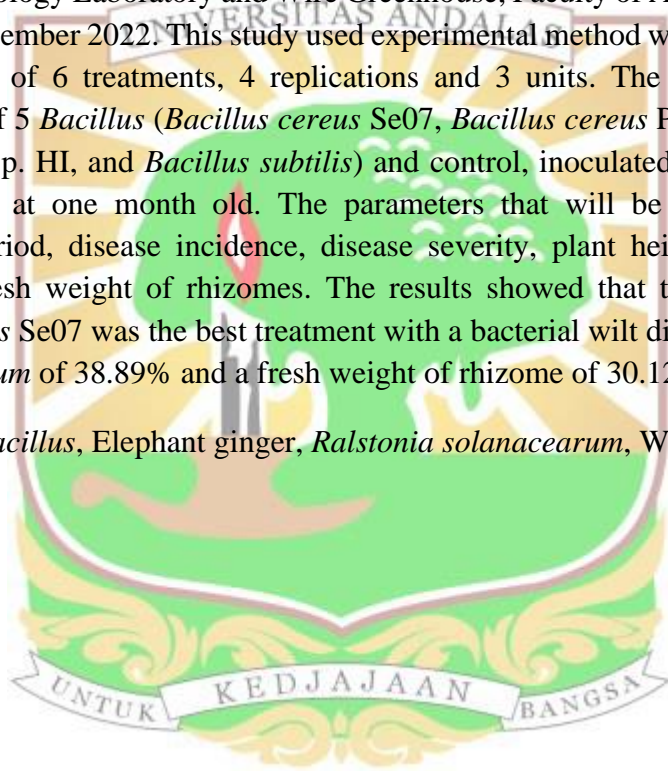 ology Laboratory and Wire Greenhouse, Faculty of A
UNIVERSITAS ANDALAS
ember 2022. This study used experimental method w
of 6 treatments, 4 replications and 3 units. The
f 5 Bacillus (Bacillus cereus Se07, Bacillus cereus P
p. HI, and Bacillus subtilis) and control, inoculated
at one month old. The parameters that will be
riod, disease incidence, disease severity, plant hei
esh weight of rhizomes. The results showed that t
s Se07 was the best treatment with a bacterial wilt di
um of 38.89% and a fresh weight of rhizome of 30.12
acillus, Elephant ginger, Ralstonia solanacearum, W
UNTUK KEDJAJAAN BANGSA